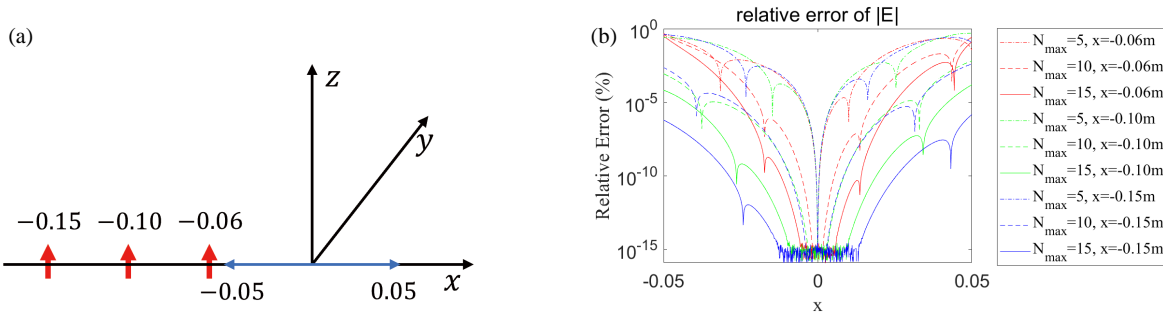 (a)
z
y
x
−0.15
−0.10
−0.06
−0.05
0.05
(b)
relative error of |E|
Relative Error (%)
10^0
10^-5
10^-10
10^-15
-0.05
0
0.05
x
N_max=5, x=-0.06m
N_max=10, x=-0.06m
N_max=15, x=-0.06m
N_max=5, x=-0.10m
N_max=10, x=-0.10m
N_max=15, x=-0.10m
N_max=5, x=-0.15m
N_max=10, x=-0.15m
N_max=15, x=-0.15m